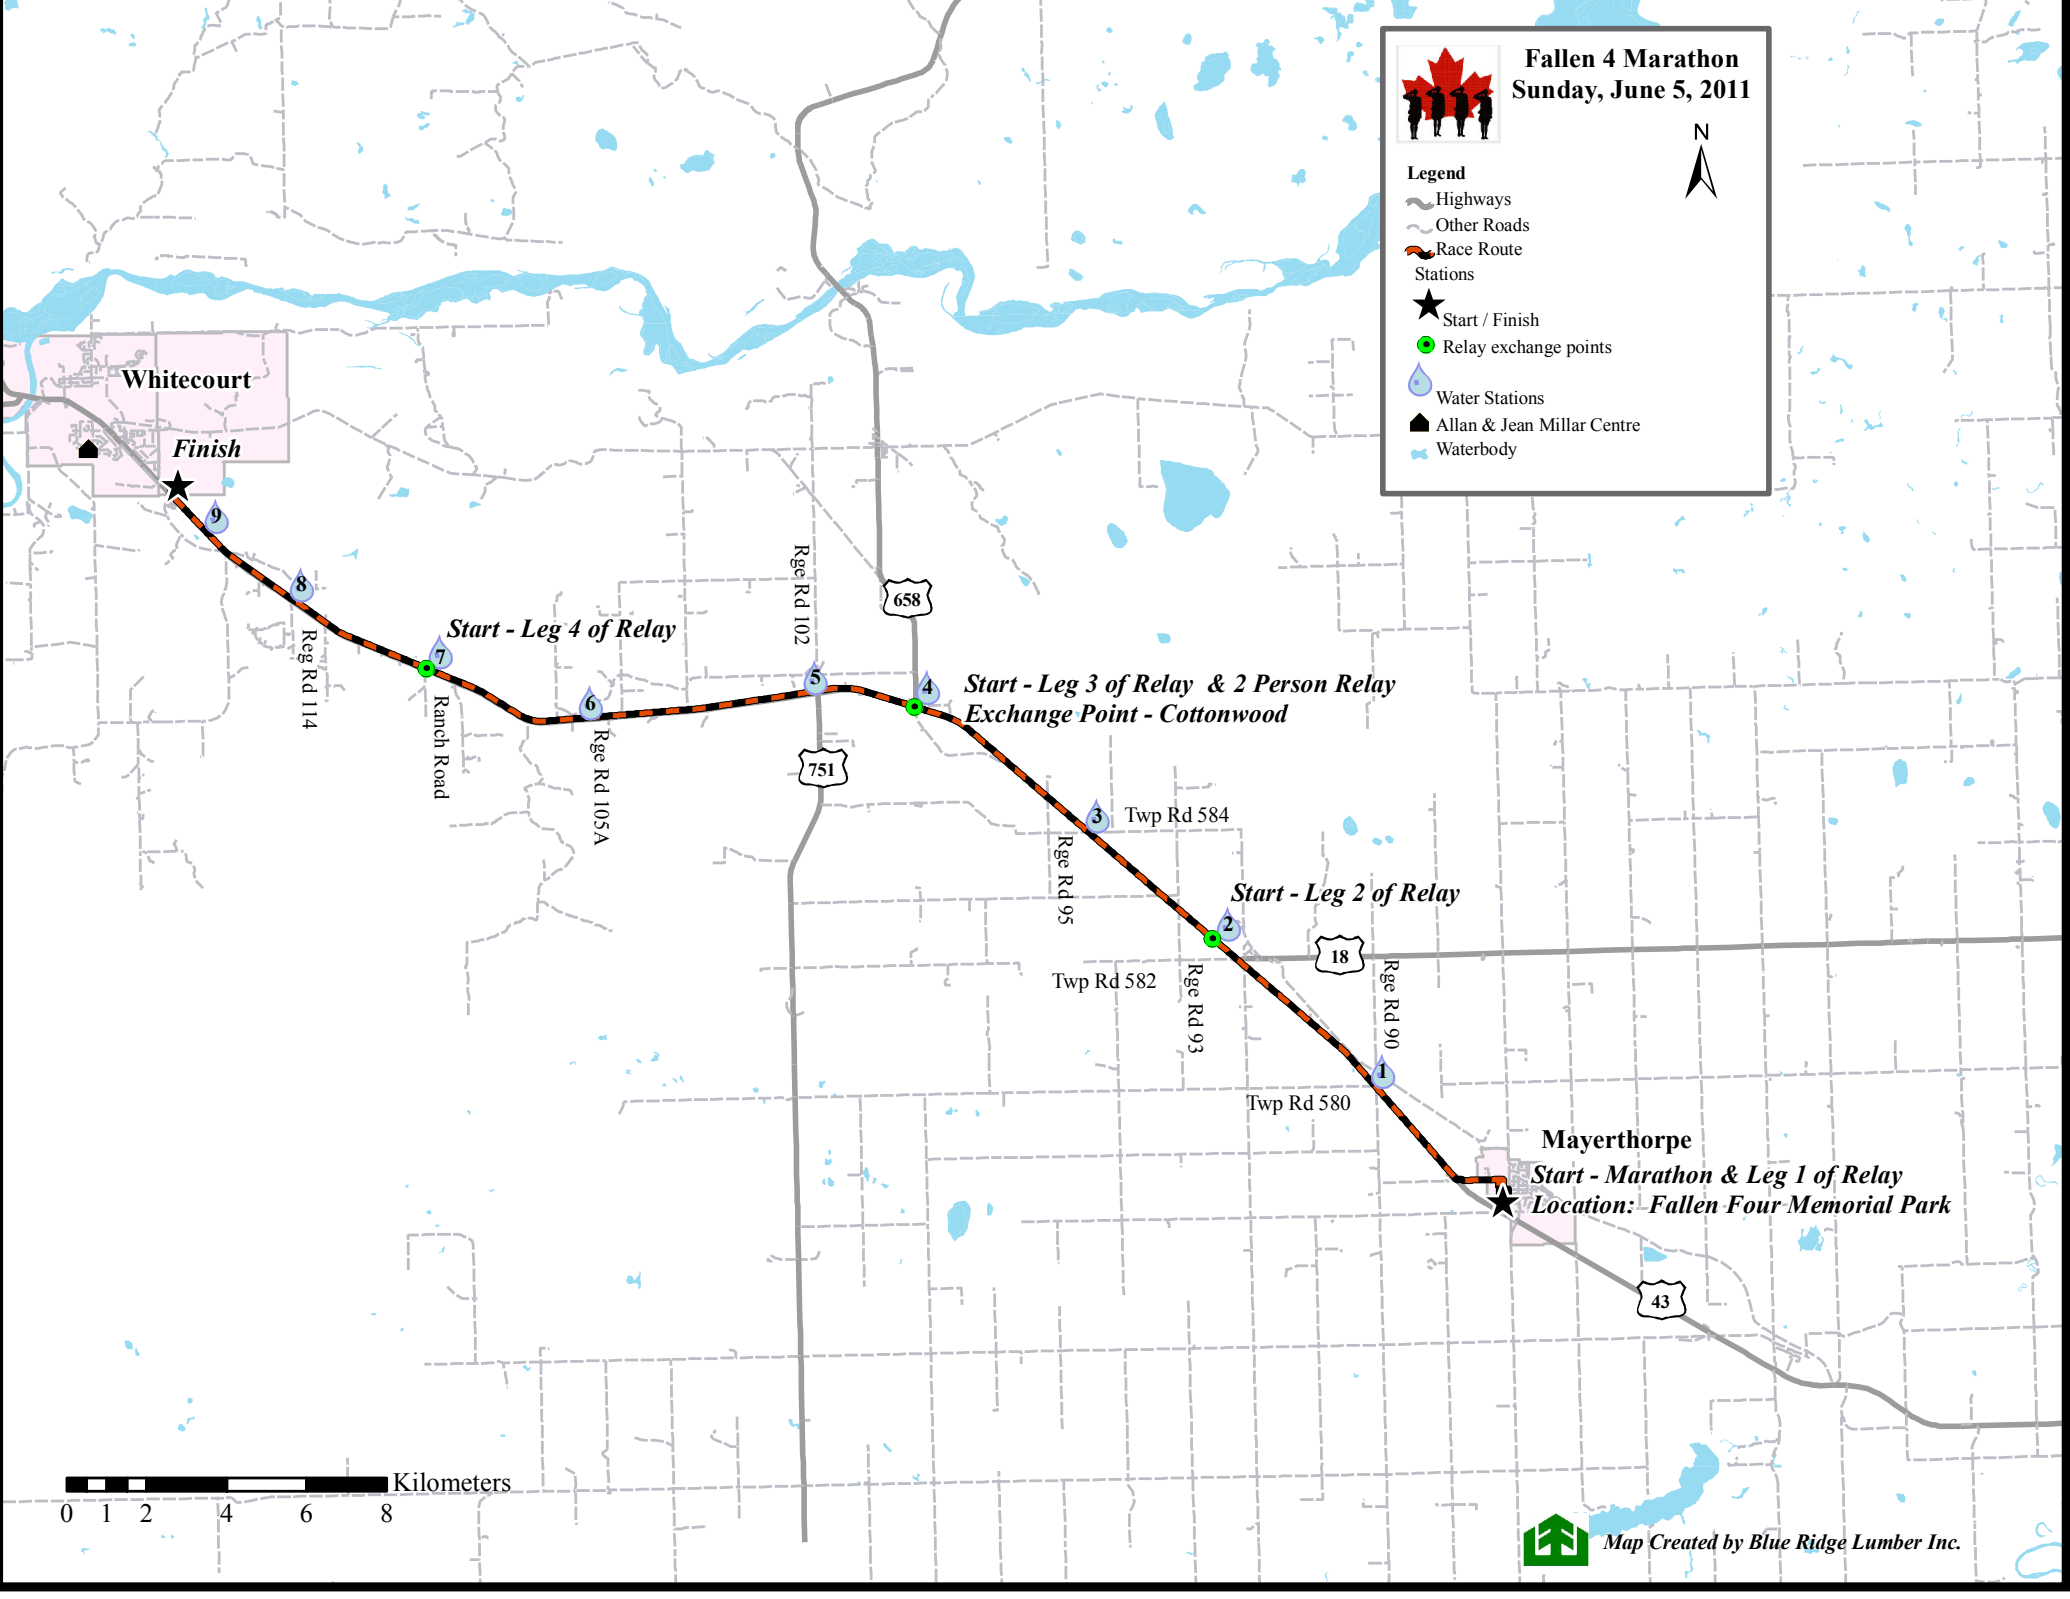 Fallen 4 Marathon
Sunday, June 5, 2011
N
Legend
Highways
Other Roads
Race Route
Stations
Start / Finish
Relay exchange points
Water Stations
Allan & Jean Millar Centre
Waterbody
Whitecourt
Finish
9
8
Reg Rd 114
Start - Leg 4 of Relay
7
Ranch Road
6
Rge Rd 105A
Rge Rd 102
5
751
658
4
Start - Leg 3 of Relay & 2 Person Relay
Exchange Point - Cottonwood
3
Twp Rd 584
Rge Rd 95
Start - Leg 2 of Relay
2
18
Twp Rd 582
Rge Rd 93
Rge Rd 90
1
Twp Rd 580
Mayerthorpe
Start - Marathon & Leg 1 of Relay
Location: Fallen Four Memorial Park
43
Kilometers
0 1 2 4 6 8
Map Created by Blue Ridge Lumber Inc.